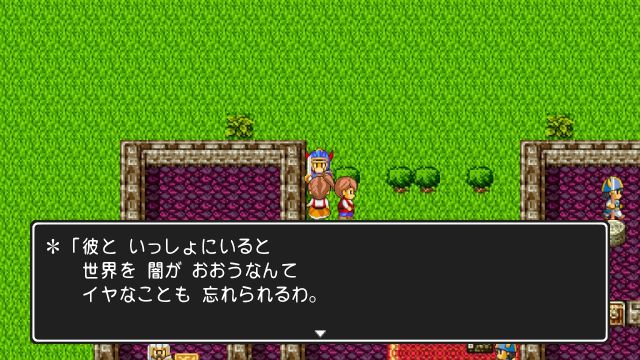 ＊「彼と いっしょにいると
世界を 闇が おおうなんて
イヤなことも 忘れられるわ。